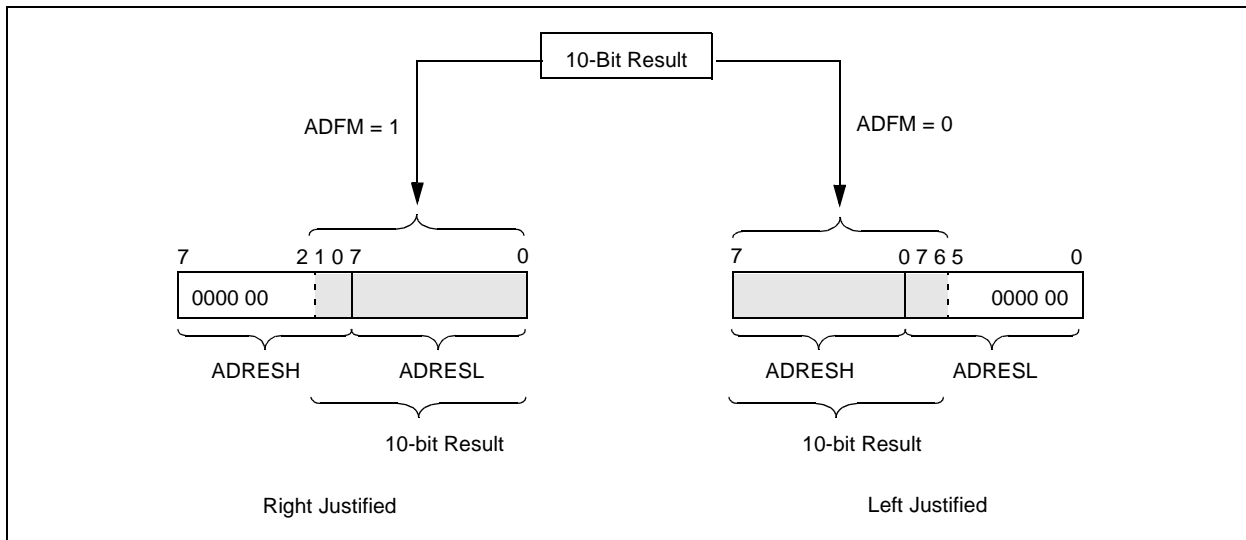 10-Bit Result
ADFM = 1
ADFM = 0
7 2 1 0 7 0
7 0 7 6 5 0
0000 00
0000 00
ADRESH ADRESL
ADRESH ADRESL
10-bit Result
10-bit Result
Right Justified
Left Justified